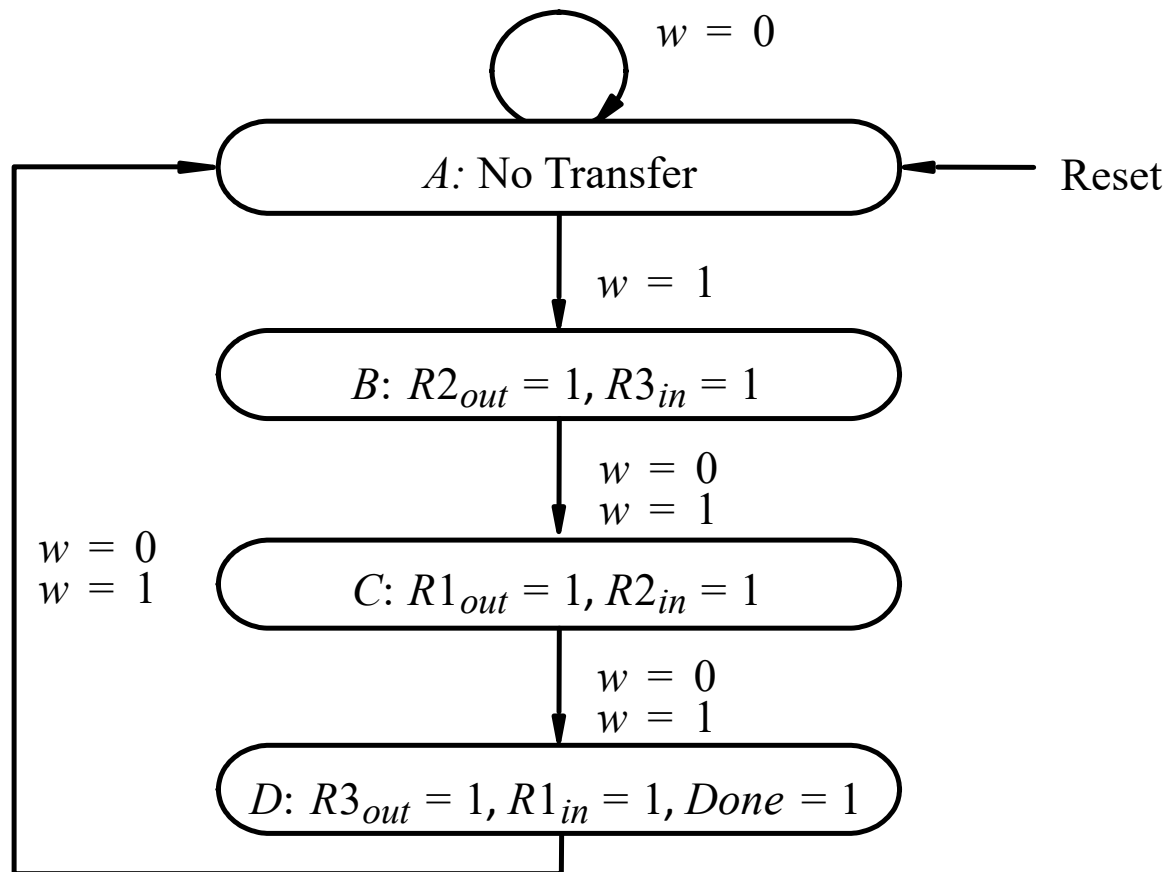 w = 0
A: No Transfer
Reset
w = 1
B: R2out = 1, R3in = 1
w = 0
w = 1
w = 0
w = 1
C: R1out = 1, R2in = 1
w = 0
w = 1
D: R3out = 1, R1in = 1, Done = 1